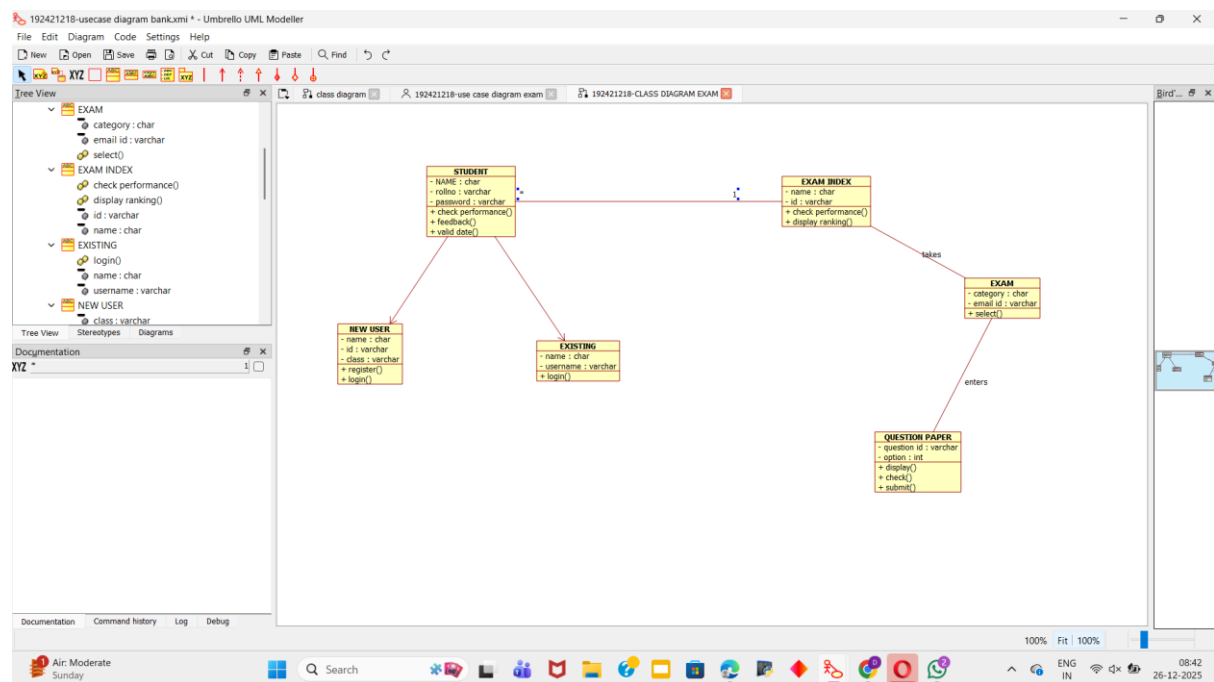 192421218-usecase diagram bank.xmi * - Umbrello UML Modeller
File Edit Diagram Code Settings Help
New Open Save Cut Copy Paste Find
XYZ
Tree View
class diagram 192421218-use case diagram exam 192421218-CLASS DIAGRAM EXAM
Bird'...
EXAM
category : char
email id : varchar
select()
EXAM INDEX
check performance()
display ranking()
id : varchar
name : char
EXISTING
login()
name : char
username : varchar
NEW USER
class : varchar
Tree View Stereotypes Diagrams
Documentation
XYZ * 1
Documentation Command history Log Debug
STUDENT
- NAME : char
- rollno : varchar
- password : varchar
+ check performance()
+ feedback()
+ valid date()
*
1
EXAM INDEX
- name : char
- id : varchar
+ check performance()
+ display ranking()
takes
EXAM
- category : char
- email id : varchar
+ select()
NEW USER
- name : char
- id : varchar
- class : varchar
+ register()
+ login()
EXISTING
- name : char
- username : varchar
+ login()
enters
QUESTION PAPER
- question id : varchar
- option : int
+ display()
+ check()
+ submit()
100% Fit 100%
1
Air: Moderate
Sunday
Search
2
ENG
IN
08:42
26-12-2025